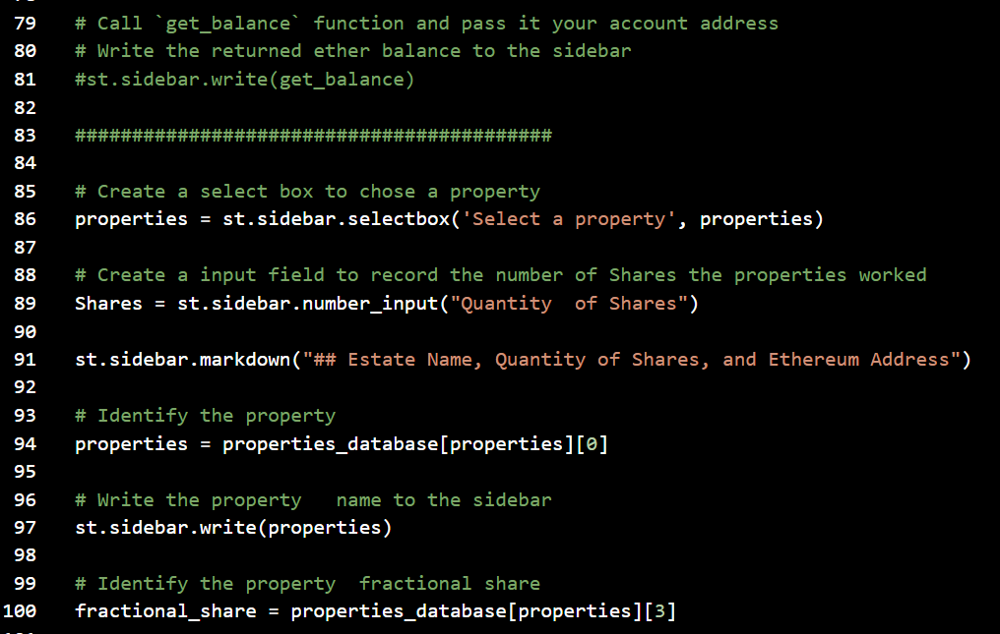 79 # Call `get_balance` function and pass it your account address
80 # Write the returned ether balance to the sidebar
81 #st.sidebar.write(get_balance)
82
83 ##########################################
84
85 # Create a select box to chose a property
86 properties = st.sidebar.selectbox('Select a property', properties)
87
88 # Create a input field to record the number of Shares the properties worked
89 Shares = st.sidebar.number_input("Quantity  of Shares")
90
91 st.sidebar.markdown("## Estate Name, Quantity of Shares, and Ethereum Address")
92
93 # Identify the property
94 properties = properties_database[properties][0]
95
96 # Write the property   name to the sidebar
97 st.sidebar.write(properties)
98
99 # Identify the property  fractional share
100 fractional_share = properties_database[properties][3]